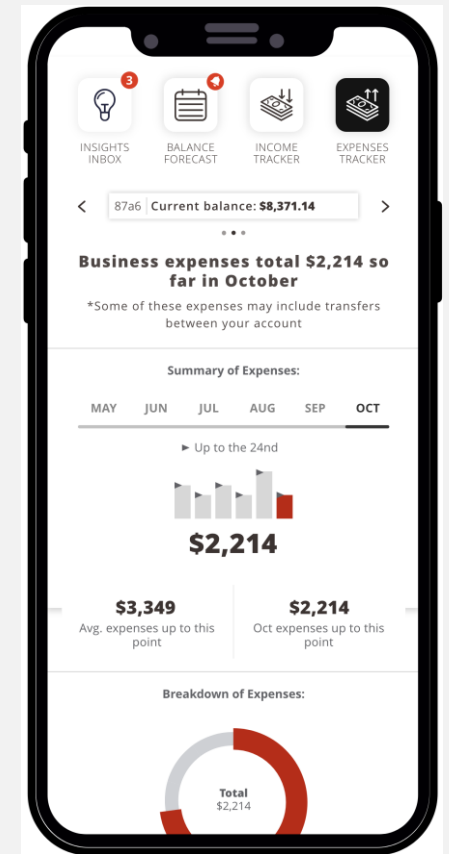 3
INSIGHTS INBOX
BALANCE FORECAST
INCOME TRACKER
EXPENSES TRACKER
87a6 Current balance: $8,371.14
Business expenses total $2,214 so
far in October
*Some of these expenses may include transfers
between your account
Summary of Expenses:
MAY JUN JUL AUG SEP OCT
Up to the 24nd
$2,214
$3,349
Avg. expenses up to this
point
$2,214
Oct expenses up to this
point
Breakdown of Expenses:
Total
$2,214